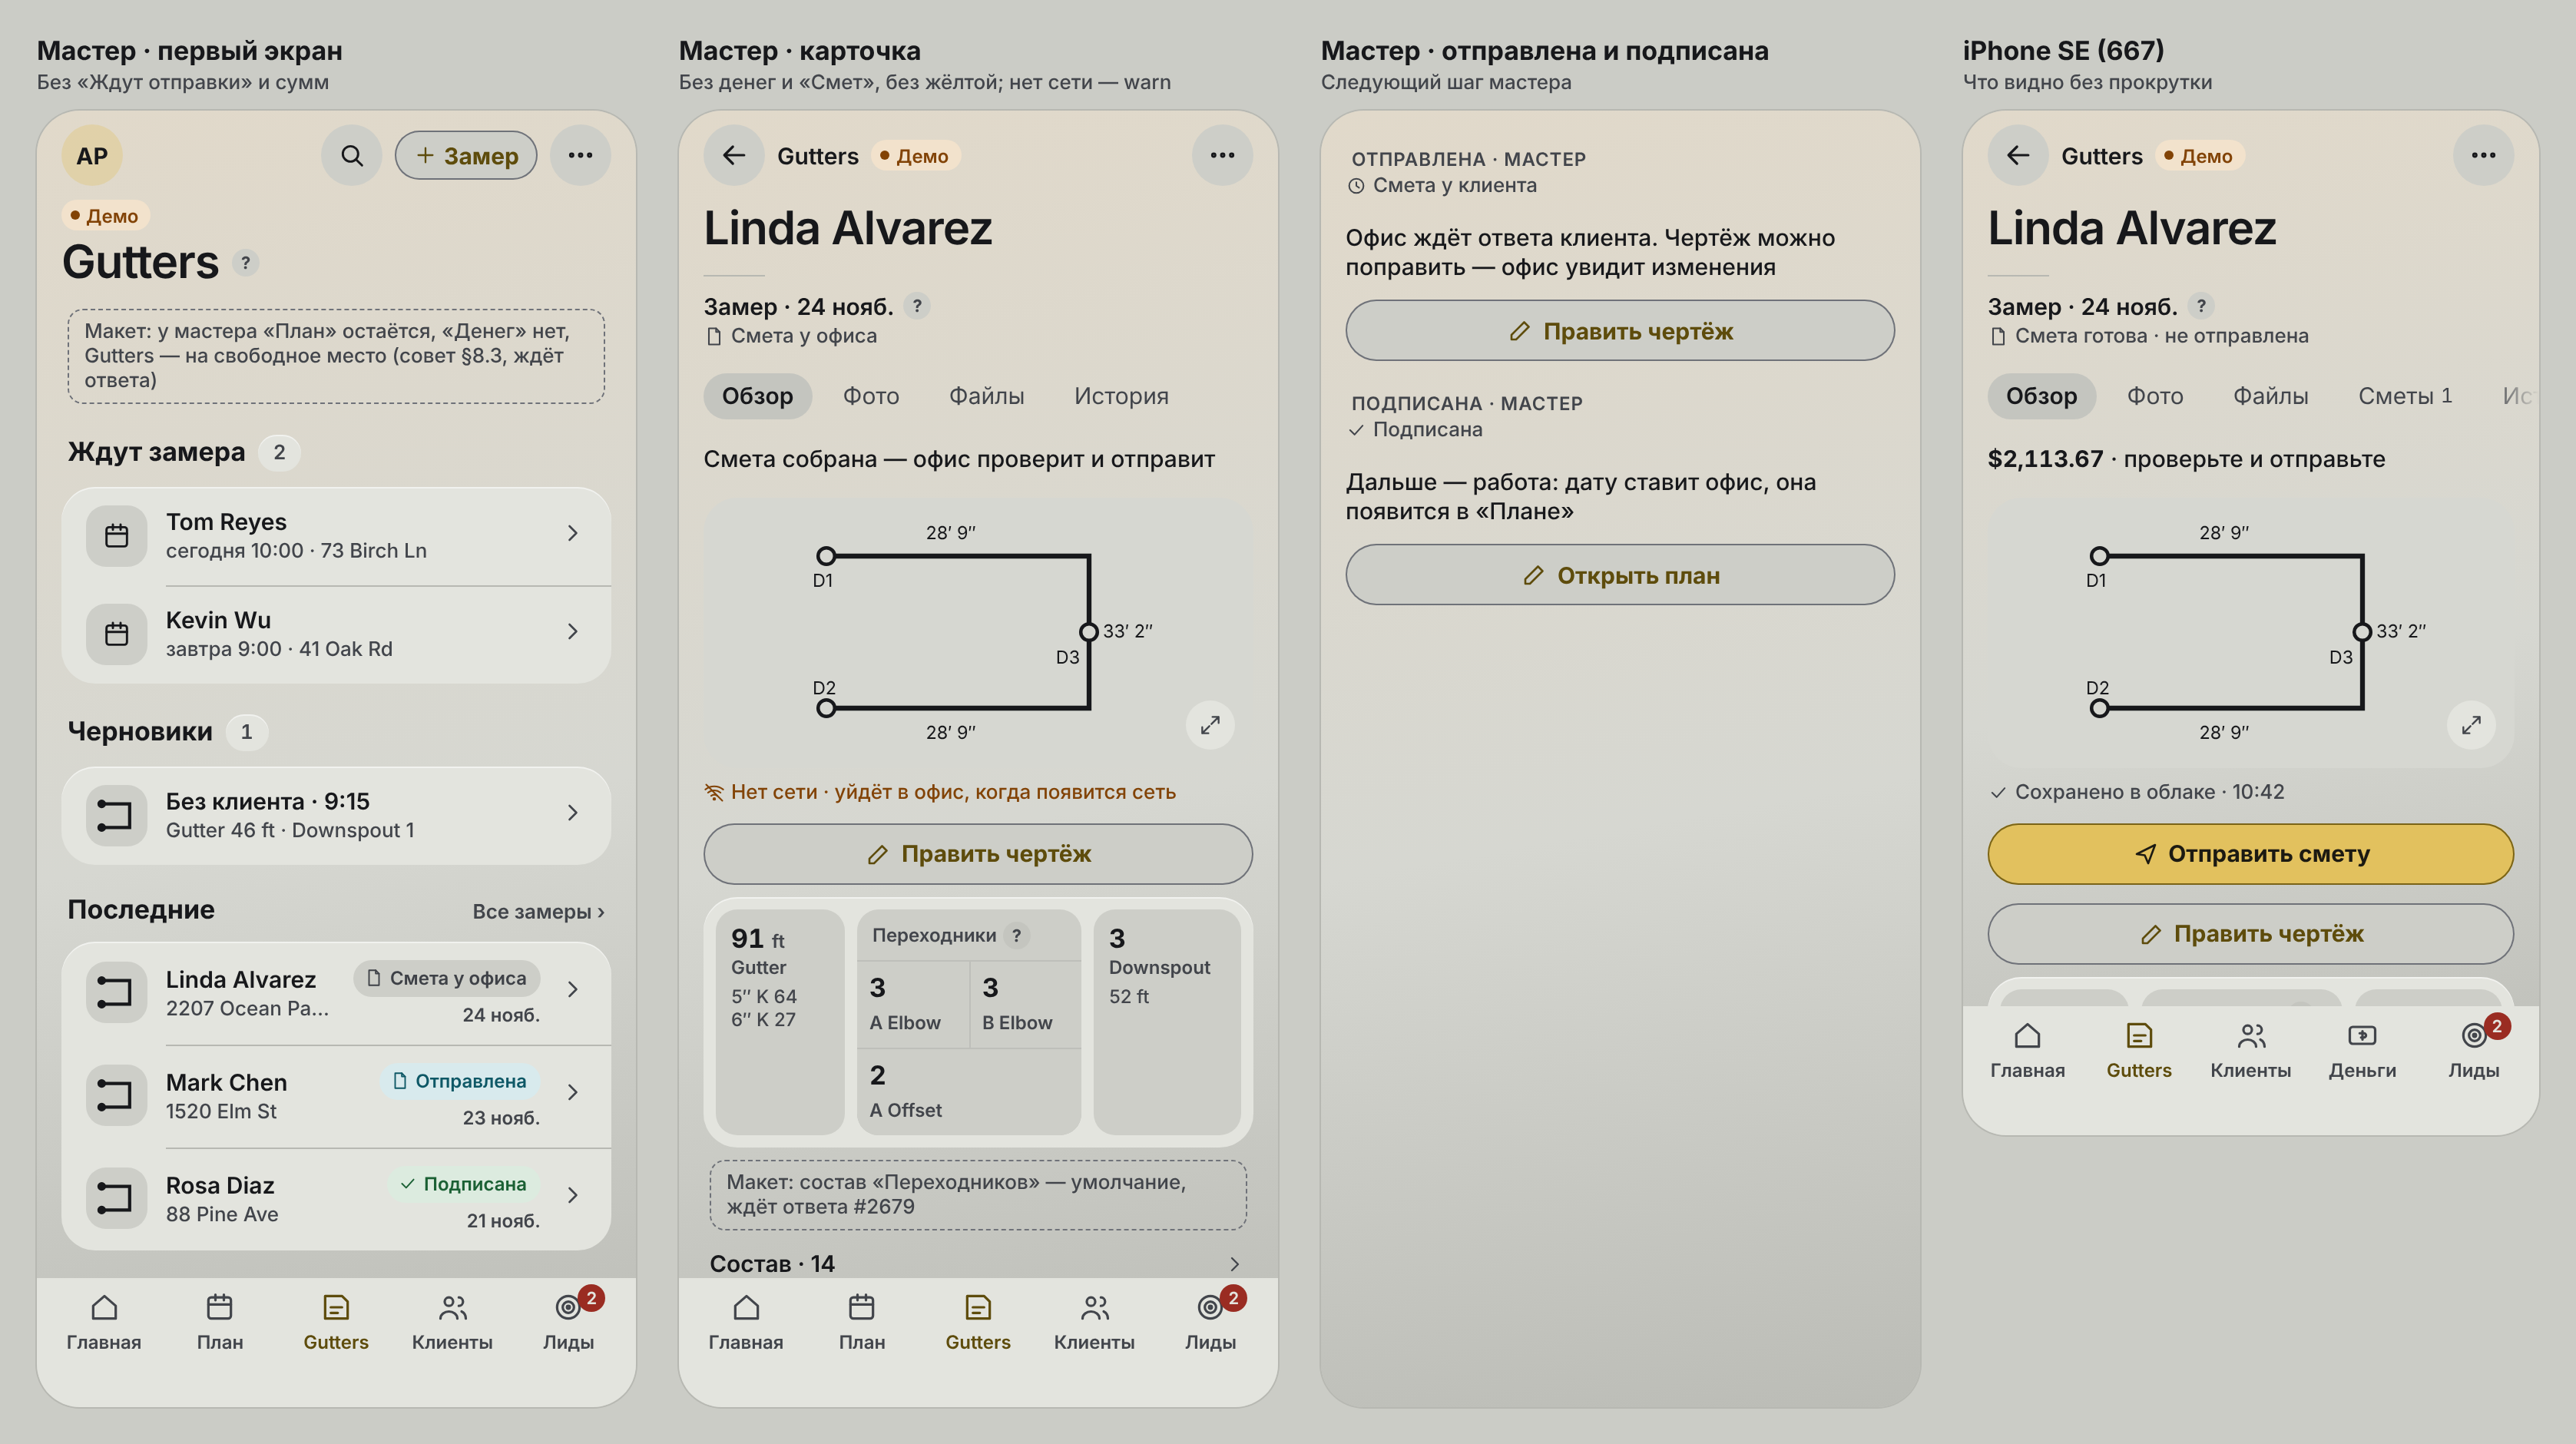 Мастер · первый экран
Без «Ждут отправки» и сумм
AP
+ Замер
Демо
Gutters ?
Макет: у мастера «План» остаётся, «Денег» нет,
Gutters — на свободное место (совет §8.3, ждёт
ответа)
Ждут замера 2
Tom Reyes
сегодня 10:00 · 73 Birch Ln
Kevin Wu
завтра 9:00 · 41 Oak Rd
Черновики 1
Без клиента · 9:15
Gutter 46 ft · Downspout 1
Последние
Все замеры ›
Linda Alvarez
Смета у офиса
2207 Ocean Pa...
24 нояб.
Mark Chen
Отправлена
1520 Elm St
23 нояб.
Rosa Diaz
Подписана
88 Pine Ave
21 нояб.
Главная
План
Gutters
Клиенты
Лиды
2
Мастер · карточка
Без денег и «Смет», без жёлтой; нет сети — warn
Gutters
Демо
Linda Alvarez
Замер · 24 нояб. ?
Смета у офиса
Обзор
Фото
Файлы
История
Смета собрана — офис проверит и отправит
28′ 9″
D1
33′ 2″
D3
D2
28′ 9″
Нет сети · уйдёт в офис, когда появится сеть
Править чертёж
91 ft
Gutter
5″ K 64
6″ K 27
Переходники ?
3
A Elbow
3
B Elbow
2
A Offset
3
Downspout
52 ft
Макет: состав «Переходников» — умолчание,
ждёт ответа #2679
Состав · 14
Главная
План
Gutters
Клиенты
Лиды
2
Мастер · отправлена и подписана
Следующий шаг мастера
ОТПРАВЛЕНА · МАСТЕР
Смета у клиента
Офис ждёт ответа клиента. Чертёж можно
поправить — офис увидит изменения
Править чертёж
ПОДПИСАНА · МАСТЕР
Подписана
Дальше — работа: дату ставит офис, она
появится в «Плане»
Открыть план
iPhone SE (667)
Что видно без прокрутки
Gutters
Демо
Linda Alvarez
Замер · 24 нояб. ?
Смета готова · не отправлена
Обзор
Фото
Файлы
Сметы 1
Ис
$2,113.67 · проверьте и отправьте
28′ 9″
D1
33′ 2″
D3
D2
28′ 9″
Сохранено в облаке · 10:42
Отправить смету
Править чертёж
Главная
Gutters
Клиенты
Деньги
Лиды
2